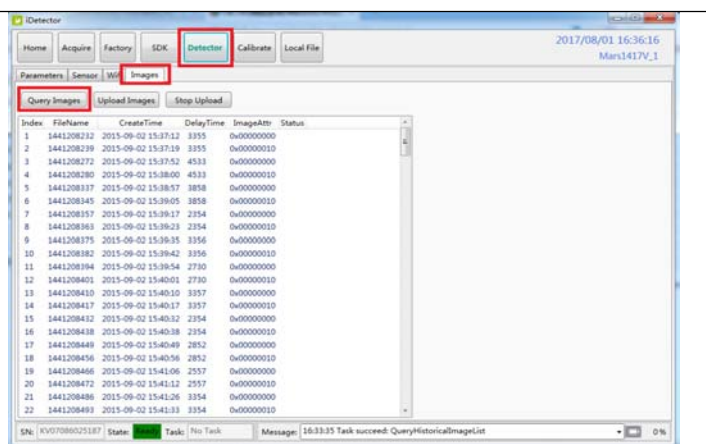 iDetector
Home Acquire Factory SDK Detector Calibrate Local File
2017/08/01 16:36:16
Mars1417V_1
Parameters Sensor Wifi Images
Query Images Upload Images Stop Upload
Index FileName CreateTime DelayTime ImageAttr Status
1 1441208232 2015-09-02 15:37:12 3355 0x00000000
2 1441208239 2015-09-02 15:37:19 3355 0x00000010
3 1441208272 2015-09-02 15:37:52 4533 0x00000000
4 1441208280 2015-09-02 15:38:00 4533 0x00000010
5 1441208337 2015-09-02 15:38:57 3858 0x00000000
6 1441208345 2015-09-02 15:39:05 3858 0x00000010
7 1441208357 2015-09-02 15:39:17 2354 0x00000000
8 1441208363 2015-09-02 15:39:23 2354 0x00000010
9 1441208375 2015-09-02 15:39:35 3356 0x00000000
10 1441208382 2015-09-02 15:39:42 3356 0x00000010
11 1441208394 2015-09-02 15:39:54 2730 0x00000000
12 1441208401 2015-09-02 15:40:01 2730 0x00000010
13 1441208410 2015-09-02 15:40:10 3357 0x00000000
14 1441208417 2015-09-02 15:40:17 3357 0x00000010
15 1441208432 2015-09-02 15:40:32 2354 0x00000000
16 1441208438 2015-09-02 15:40:38 2354 0x00000010
17 1441208449 2015-09-02 15:40:49 2852 0x00000000
18 1441208456 2015-09-02 15:40:56 2852 0x00000010
19 1441208466 2015-09-02 15:41:06 2557 0x00000000
20 1441208472 2015-09-02 15:41:12 2557 0x00000010
21 1441208486 2015-09-02 15:41:26 3354 0x00000000
22 1441208493 2015-09-02 15:41:33 3354 0x00000010
SN: KV07086025187 State: Ready Task: No Task Message: 16:33:35 Task succeed: QueryHistoricalImageList 0%